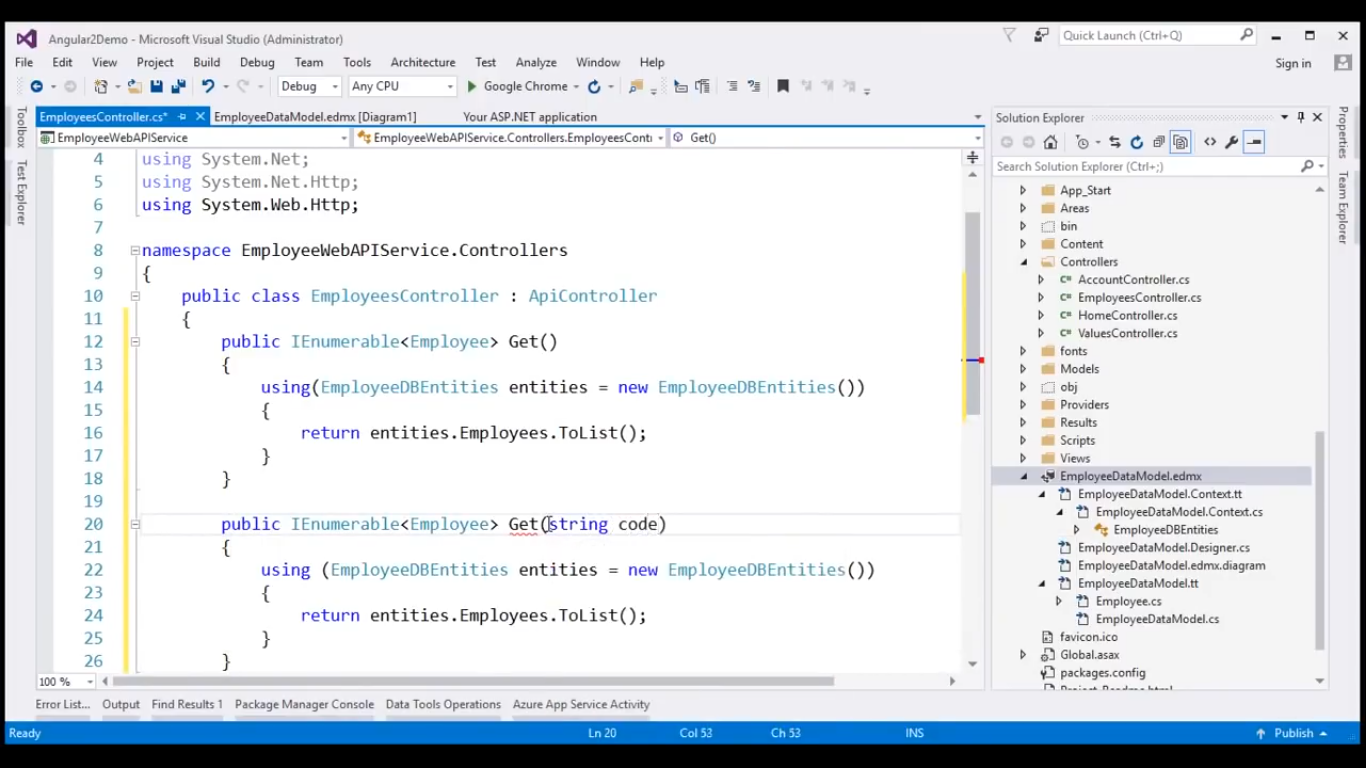 Angular2Demo - Microsoft Visual Studio (Administrator)
Quick Launch (Ctrl+Q)
File Edit View Project Build Debug Team Tools Architecture Test Analyze Window Help
Sign in
Debug Any CPU Google Chrome
EmployeesController.cs* EmployeeDataModel.edmx [Diagram1] Your ASP.NET application
EmployeeWebAPIService EmployeeWebAPIService.Controllers.EmployeesConti Get()
4 using System.Net;
5 using System.Net.Http;
6 using System.Web.Http;
7
8 namespace EmployeeWebAPIService.Controllers
9 {
10 public class EmployeesController : ApiController
11 {
12 public IEnumerable<Employee> Get()
13 {
14 using(EmployeeDBEntities entities = new EmployeeDBEntities())
15 {
16 return entities.Employees.ToList();
17 }
18 }
19
20 public IEnumerable<Employee> Get(string code)
21 {
22 using (EmployeeDBEntities entities = new EmployeeDBEntities())
23 {
24 return entities.Employees.ToList();
25 }
26 }
100 %
Toolbox
Test Explorer
Solution Explorer
Search Solution Explorer (Ctrl+;)
App_Start
Areas
bin
Content
Controllers
C# AccountController.cs
C# EmployeesController.cs
C# HomeController.cs
C# ValuesController.cs
fonts
Models
obj
Providers
Results
Scripts
Views
EmployeeDataModel.edmx
EmployeeDataModel.Context.tt
EmployeeDataModel.Context.cs
EmployeeDBEntities
EmployeeDataModel.Designer.cs
EmployeeDataModel.edmx.diagram
EmployeeDataModel.tt
Employee.cs
EmployeeDataModel.cs
favicon.ico
Global.asax
packages.config
Project_Readme.html
Properties
Team Explorer
Error List... Output Find Results 1 Package Manager Console Data Tools Operations Azure App Service Activity
Ready Ln 20 Col 53 Ch 53 INS Publish